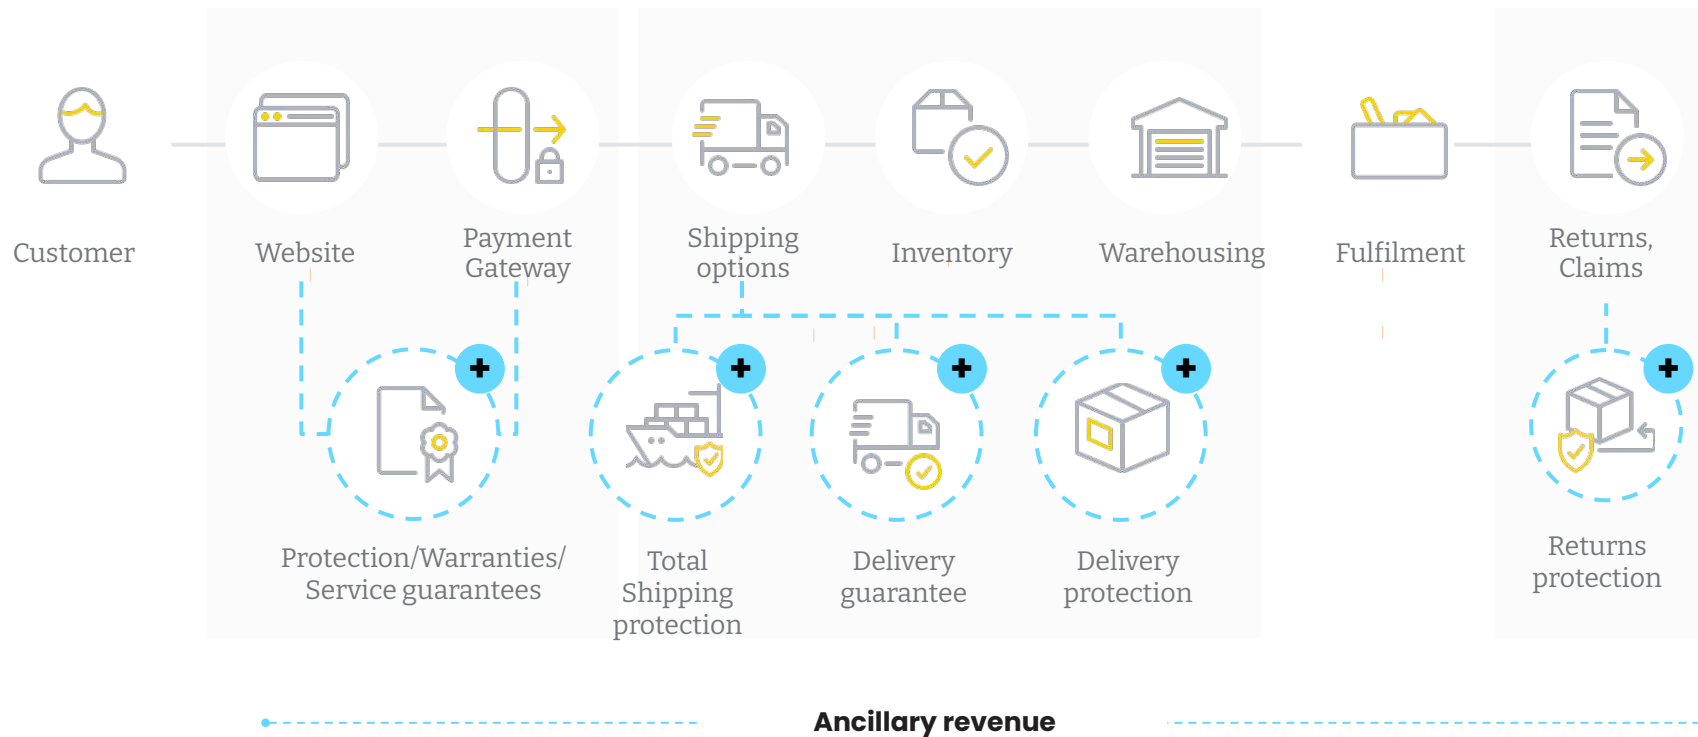 Customer
Website
Payment
Gateway
Shipping
options
Inventory
Warehousing
Fulfilment
Returns,
Claims
Protection/Warranties/
Service guarantees
Total
Shipping
protection
Delivery
guarantee
Delivery
protection
Returns
protection
Ancillary revenue